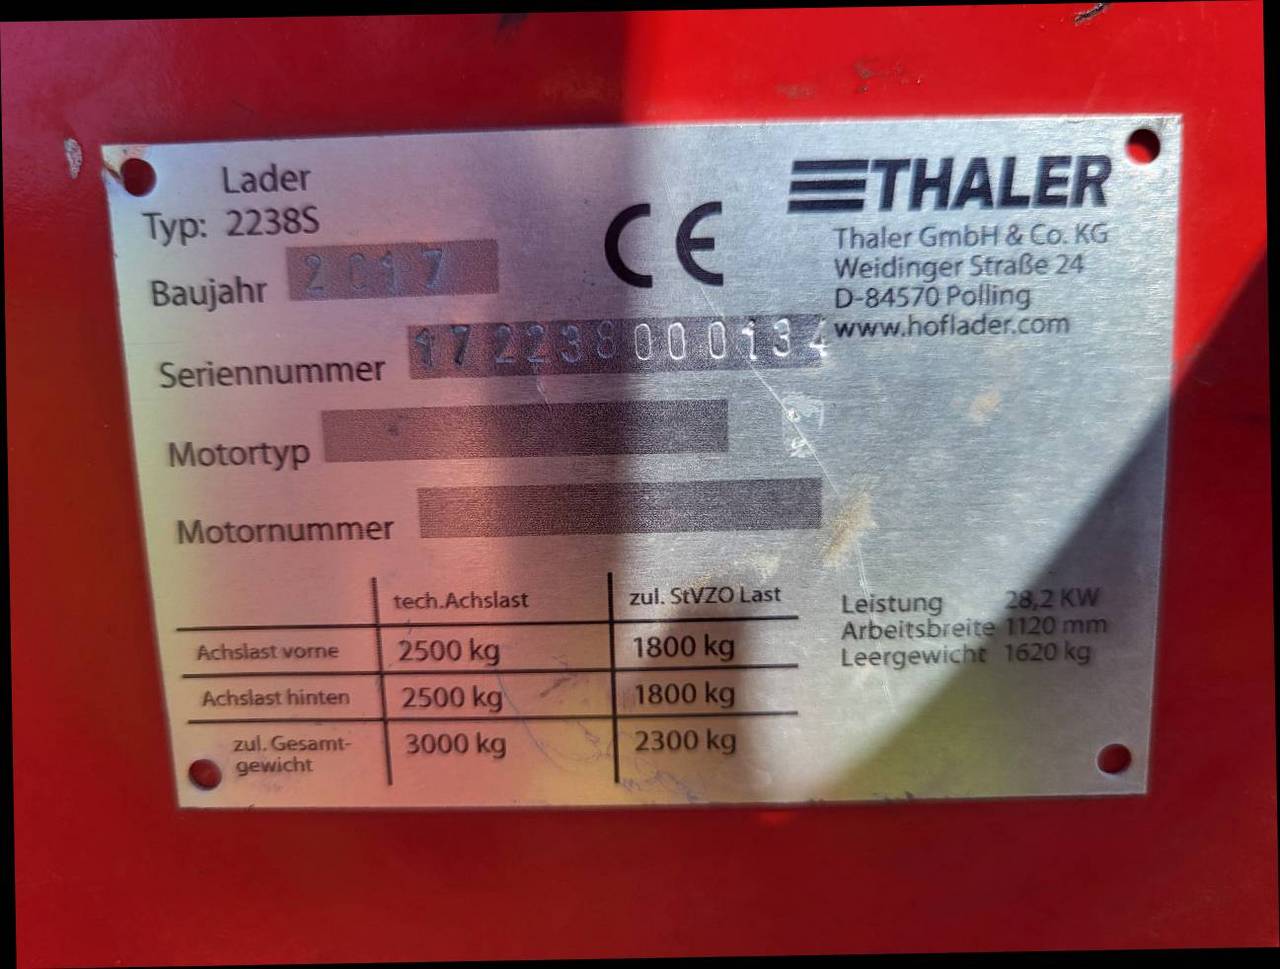 Lader
Typ: 2238S
Baujahr 2017
Seriennummer 172238000134
Motortyp
Motornummer
CE
THALER
Thaler GmbH & Co. KG
Weidinger Straße 24
D-84570 Polling
www.hoflader.com
tech.Achslast zul. StVZO Last
Achslast vorne 2500 kg 1800 kg
Achslast hinten 2500 kg 1800 kg
zul. Gesamt-
gewicht 3000 kg 2300 kg
Leistung 28,2 KW
Arbeitsbreite 1120 mm
Leergewicht 1620 kg